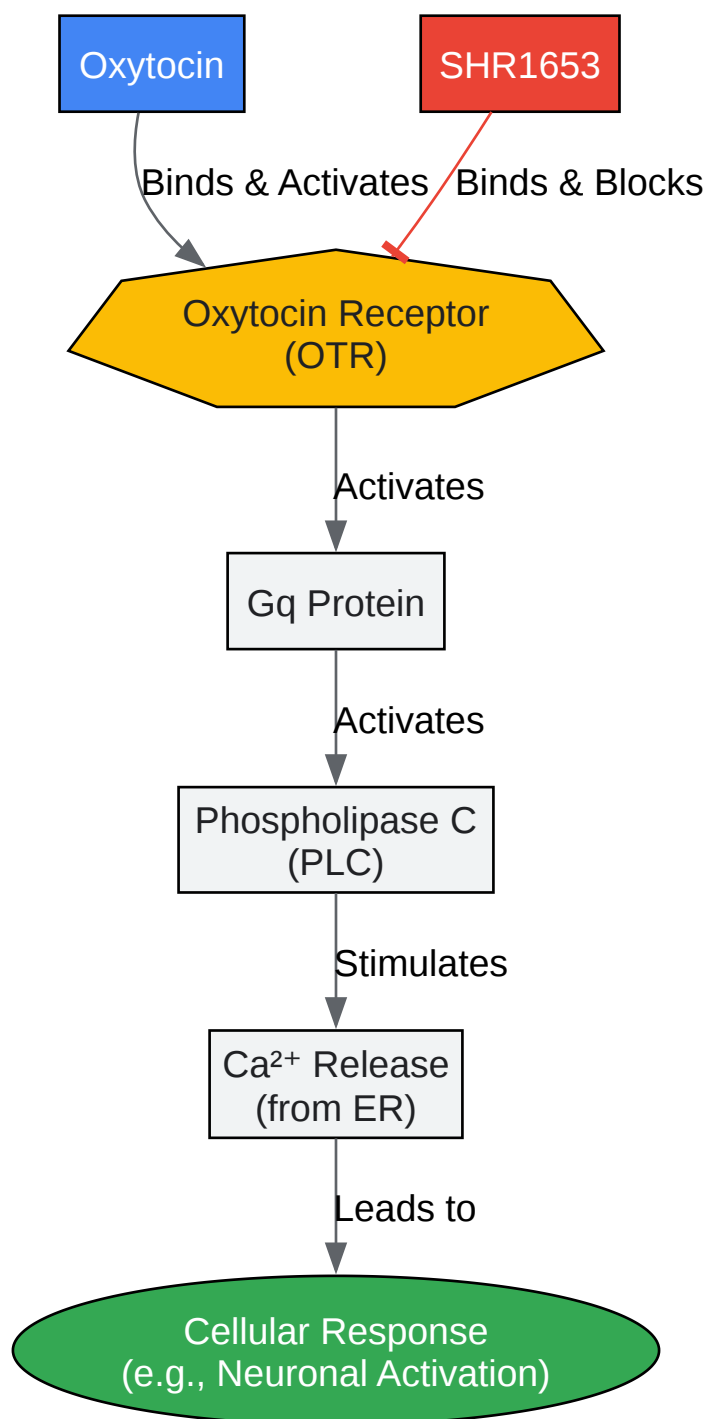 Oxytocin
SHR1653
Binds & Activates
Binds & Blocks
Oxytocin Receptor
(OTR)
Activates
Gq Protein
Activates
Phospholipase C
(PLC)
Stimulates
Ca²⁺ Release
(from ER)
Leads to
Cellular Response
(e.g., Neuronal Activation)